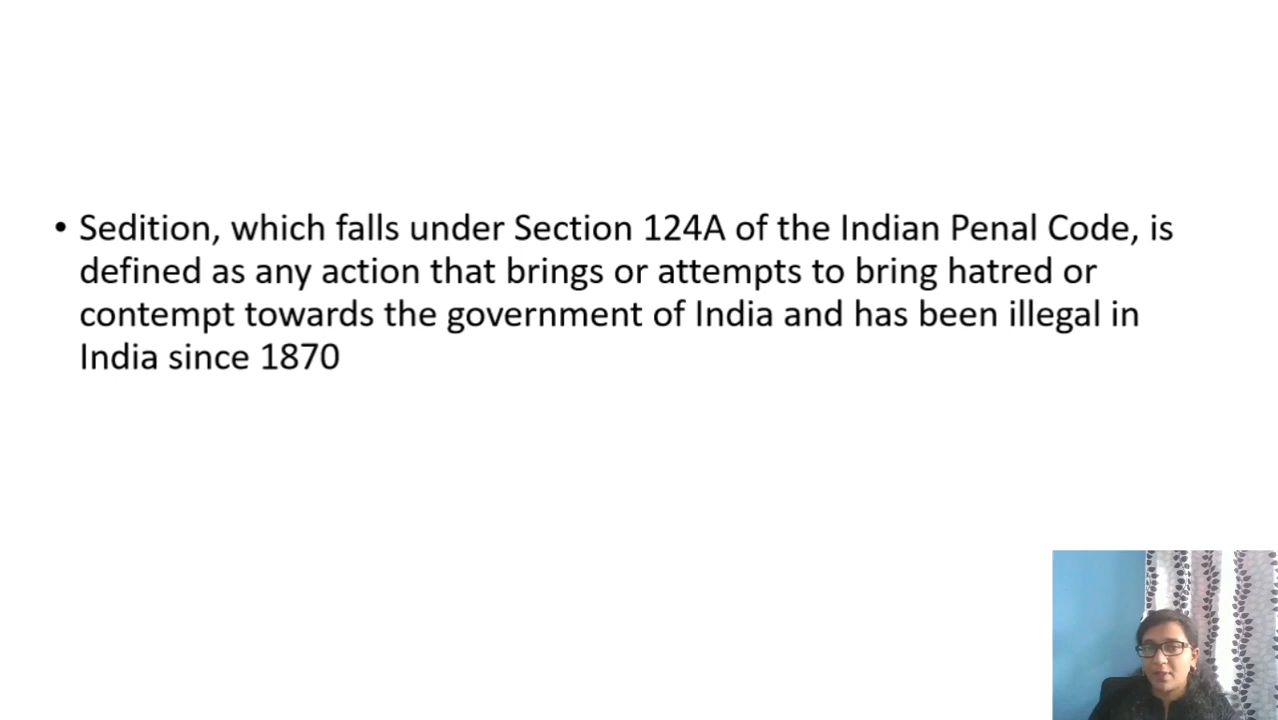 • Sedition, which falls under Section 124A of the Indian Penal Code, is
defined as any action that brings or attempts to bring hatred or
contempt towards the government of India and has been illegal in
India since 1870